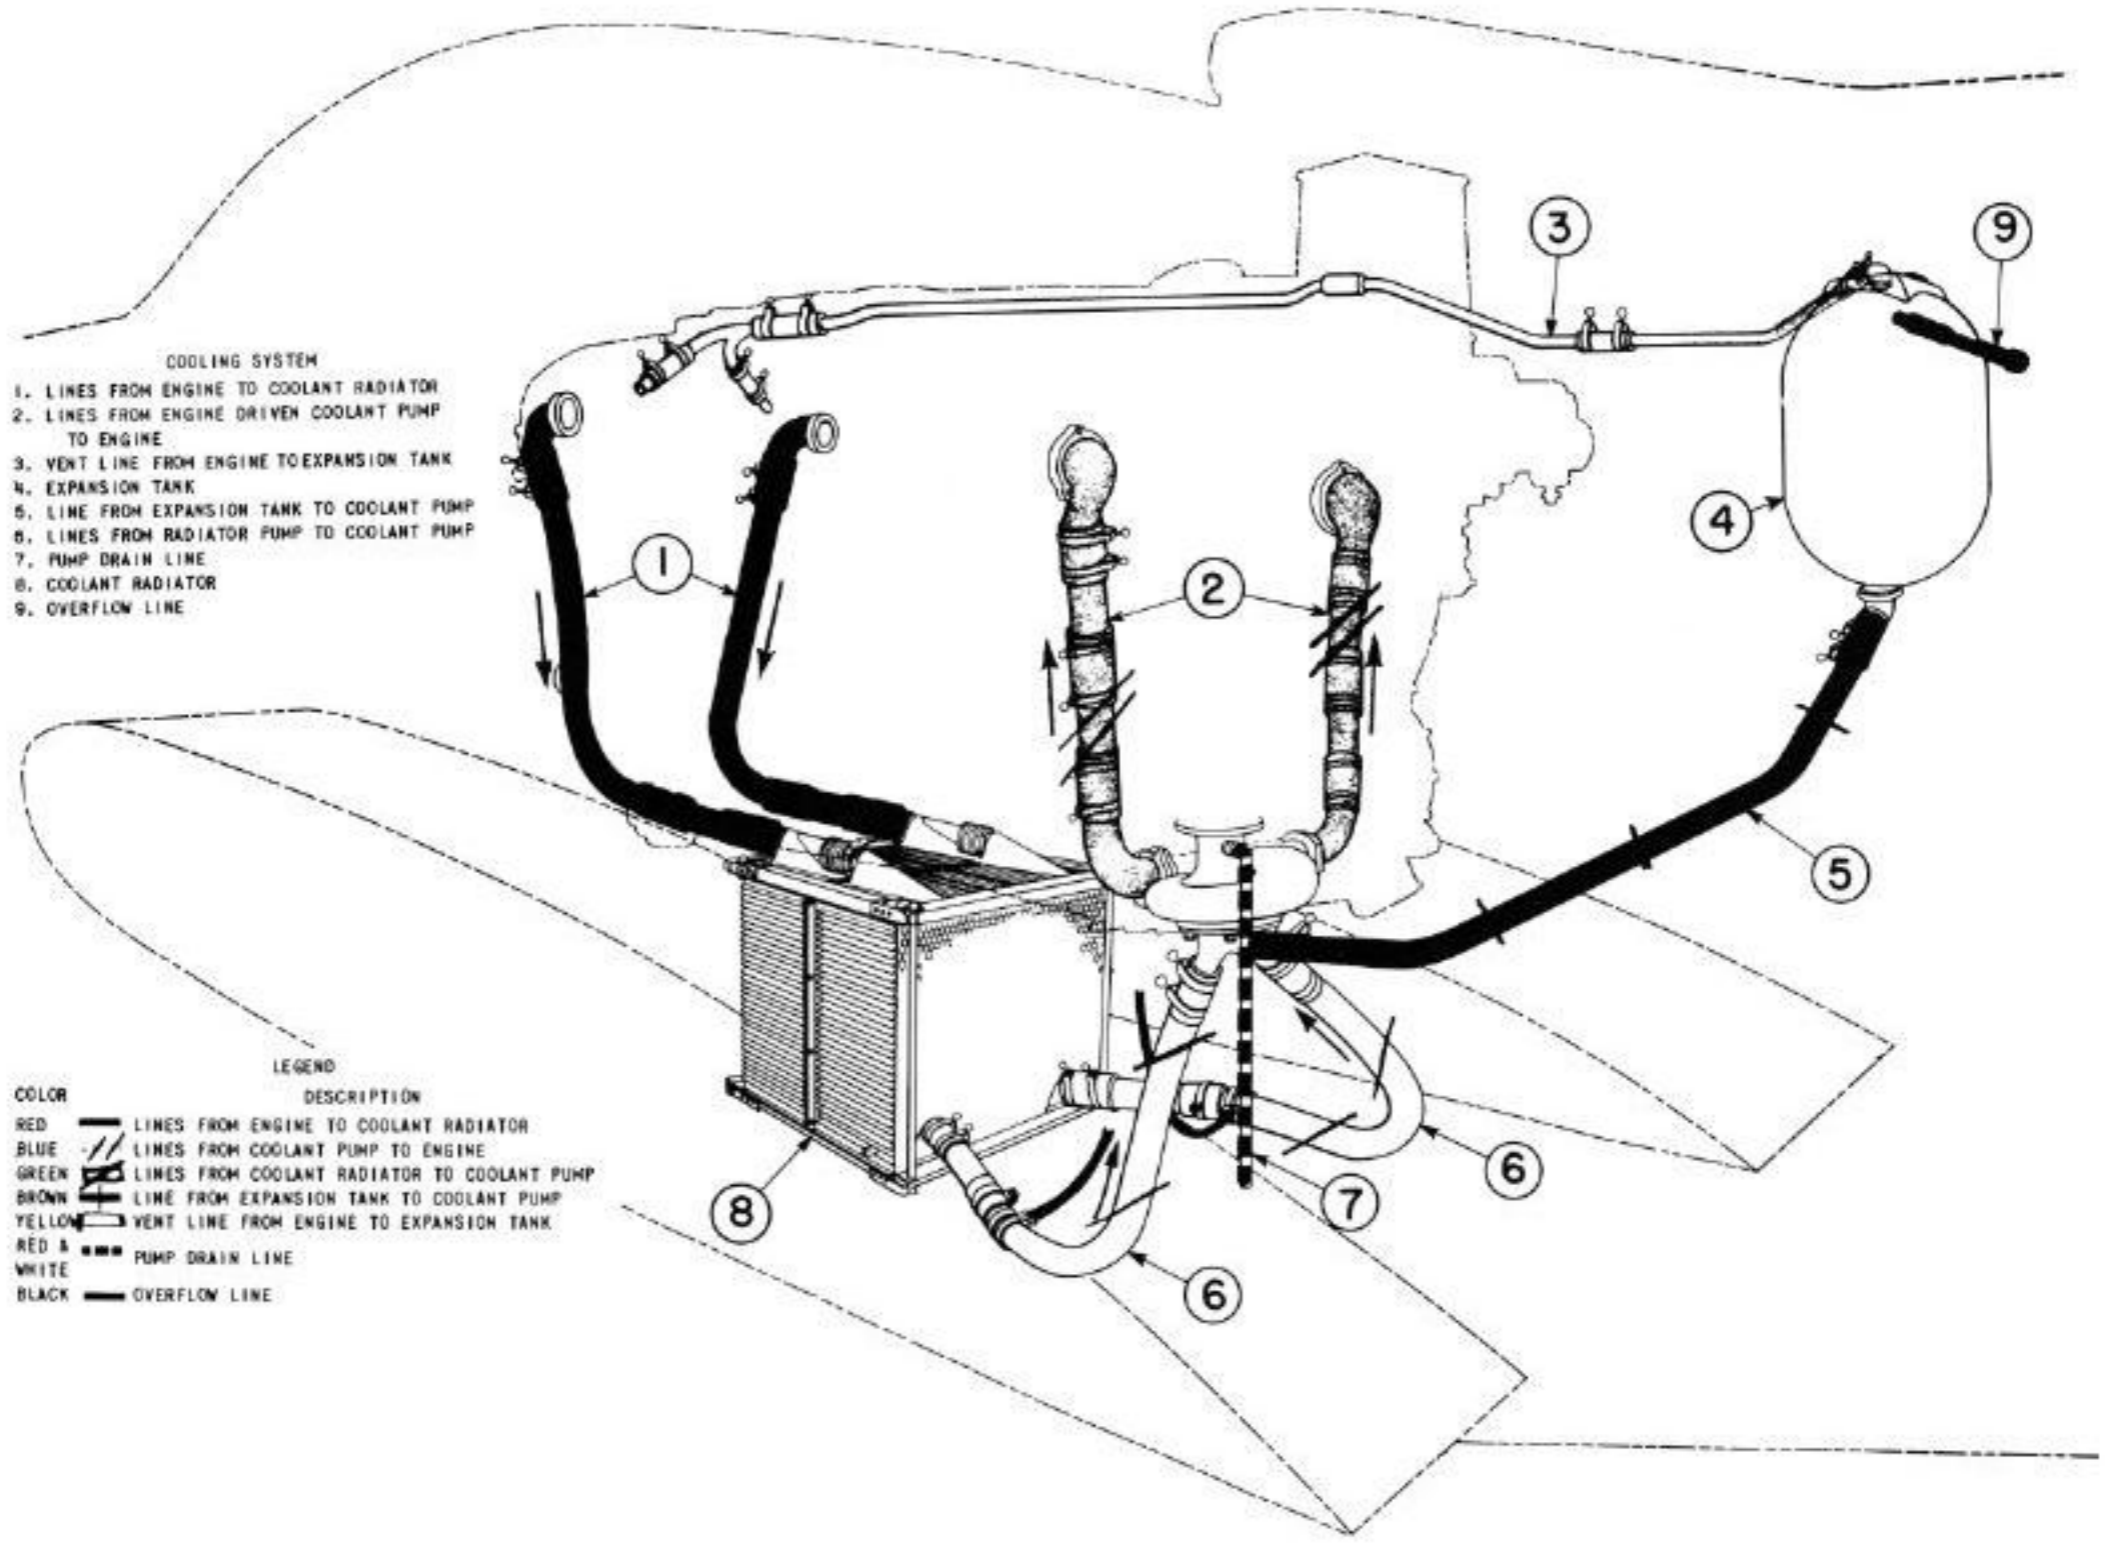 COOLING SYSTEM
1. LINES FROM ENGINE TO COOLANT RADIATOR
2. LINES FROM ENGINE DRIVEN COOLANT PUMP
TO ENGINE
3. VENT LINE FROM ENGINE TO EXPANSION TANK
4. EXPANSION TANK
5. LINE FROM EXPANSION TANK TO COOLANT PUMP
6. LINES FROM RADIATOR PUMP TO COOLANT PUMP
7. PUMP DRAIN LINE
8. COOLANT RADIATOR
9. OVERFLOW LINE
3
9
1
2
4
5
6
7
8
6
LEGEND
COLOR DESCRIPTION
RED LINES FROM ENGINE TO COOLANT RADIATOR
BLUE LINES FROM COOLANT PUMP TO ENGINE
GREEN LINES FROM COOLANT RADIATOR TO COOLANT PUMP
BROWN LINE FROM EXPANSION TANK TO COOLANT PUMP
YELLOW VENT LINE FROM ENGINE TO EXPANSION TANK
RED &
WHITE PUMP DRAIN LINE
BLACK OVERFLOW LINE